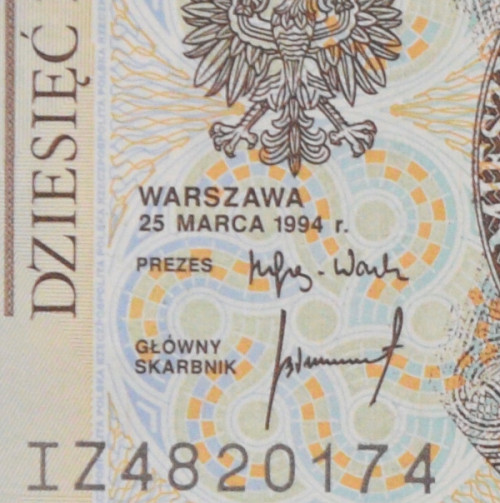 DZIESIĘĆ
WARSZAWA
25 MARCA 1994 r.
PREZES
GŁÓWNY
SKARBNIK
IZ4820174